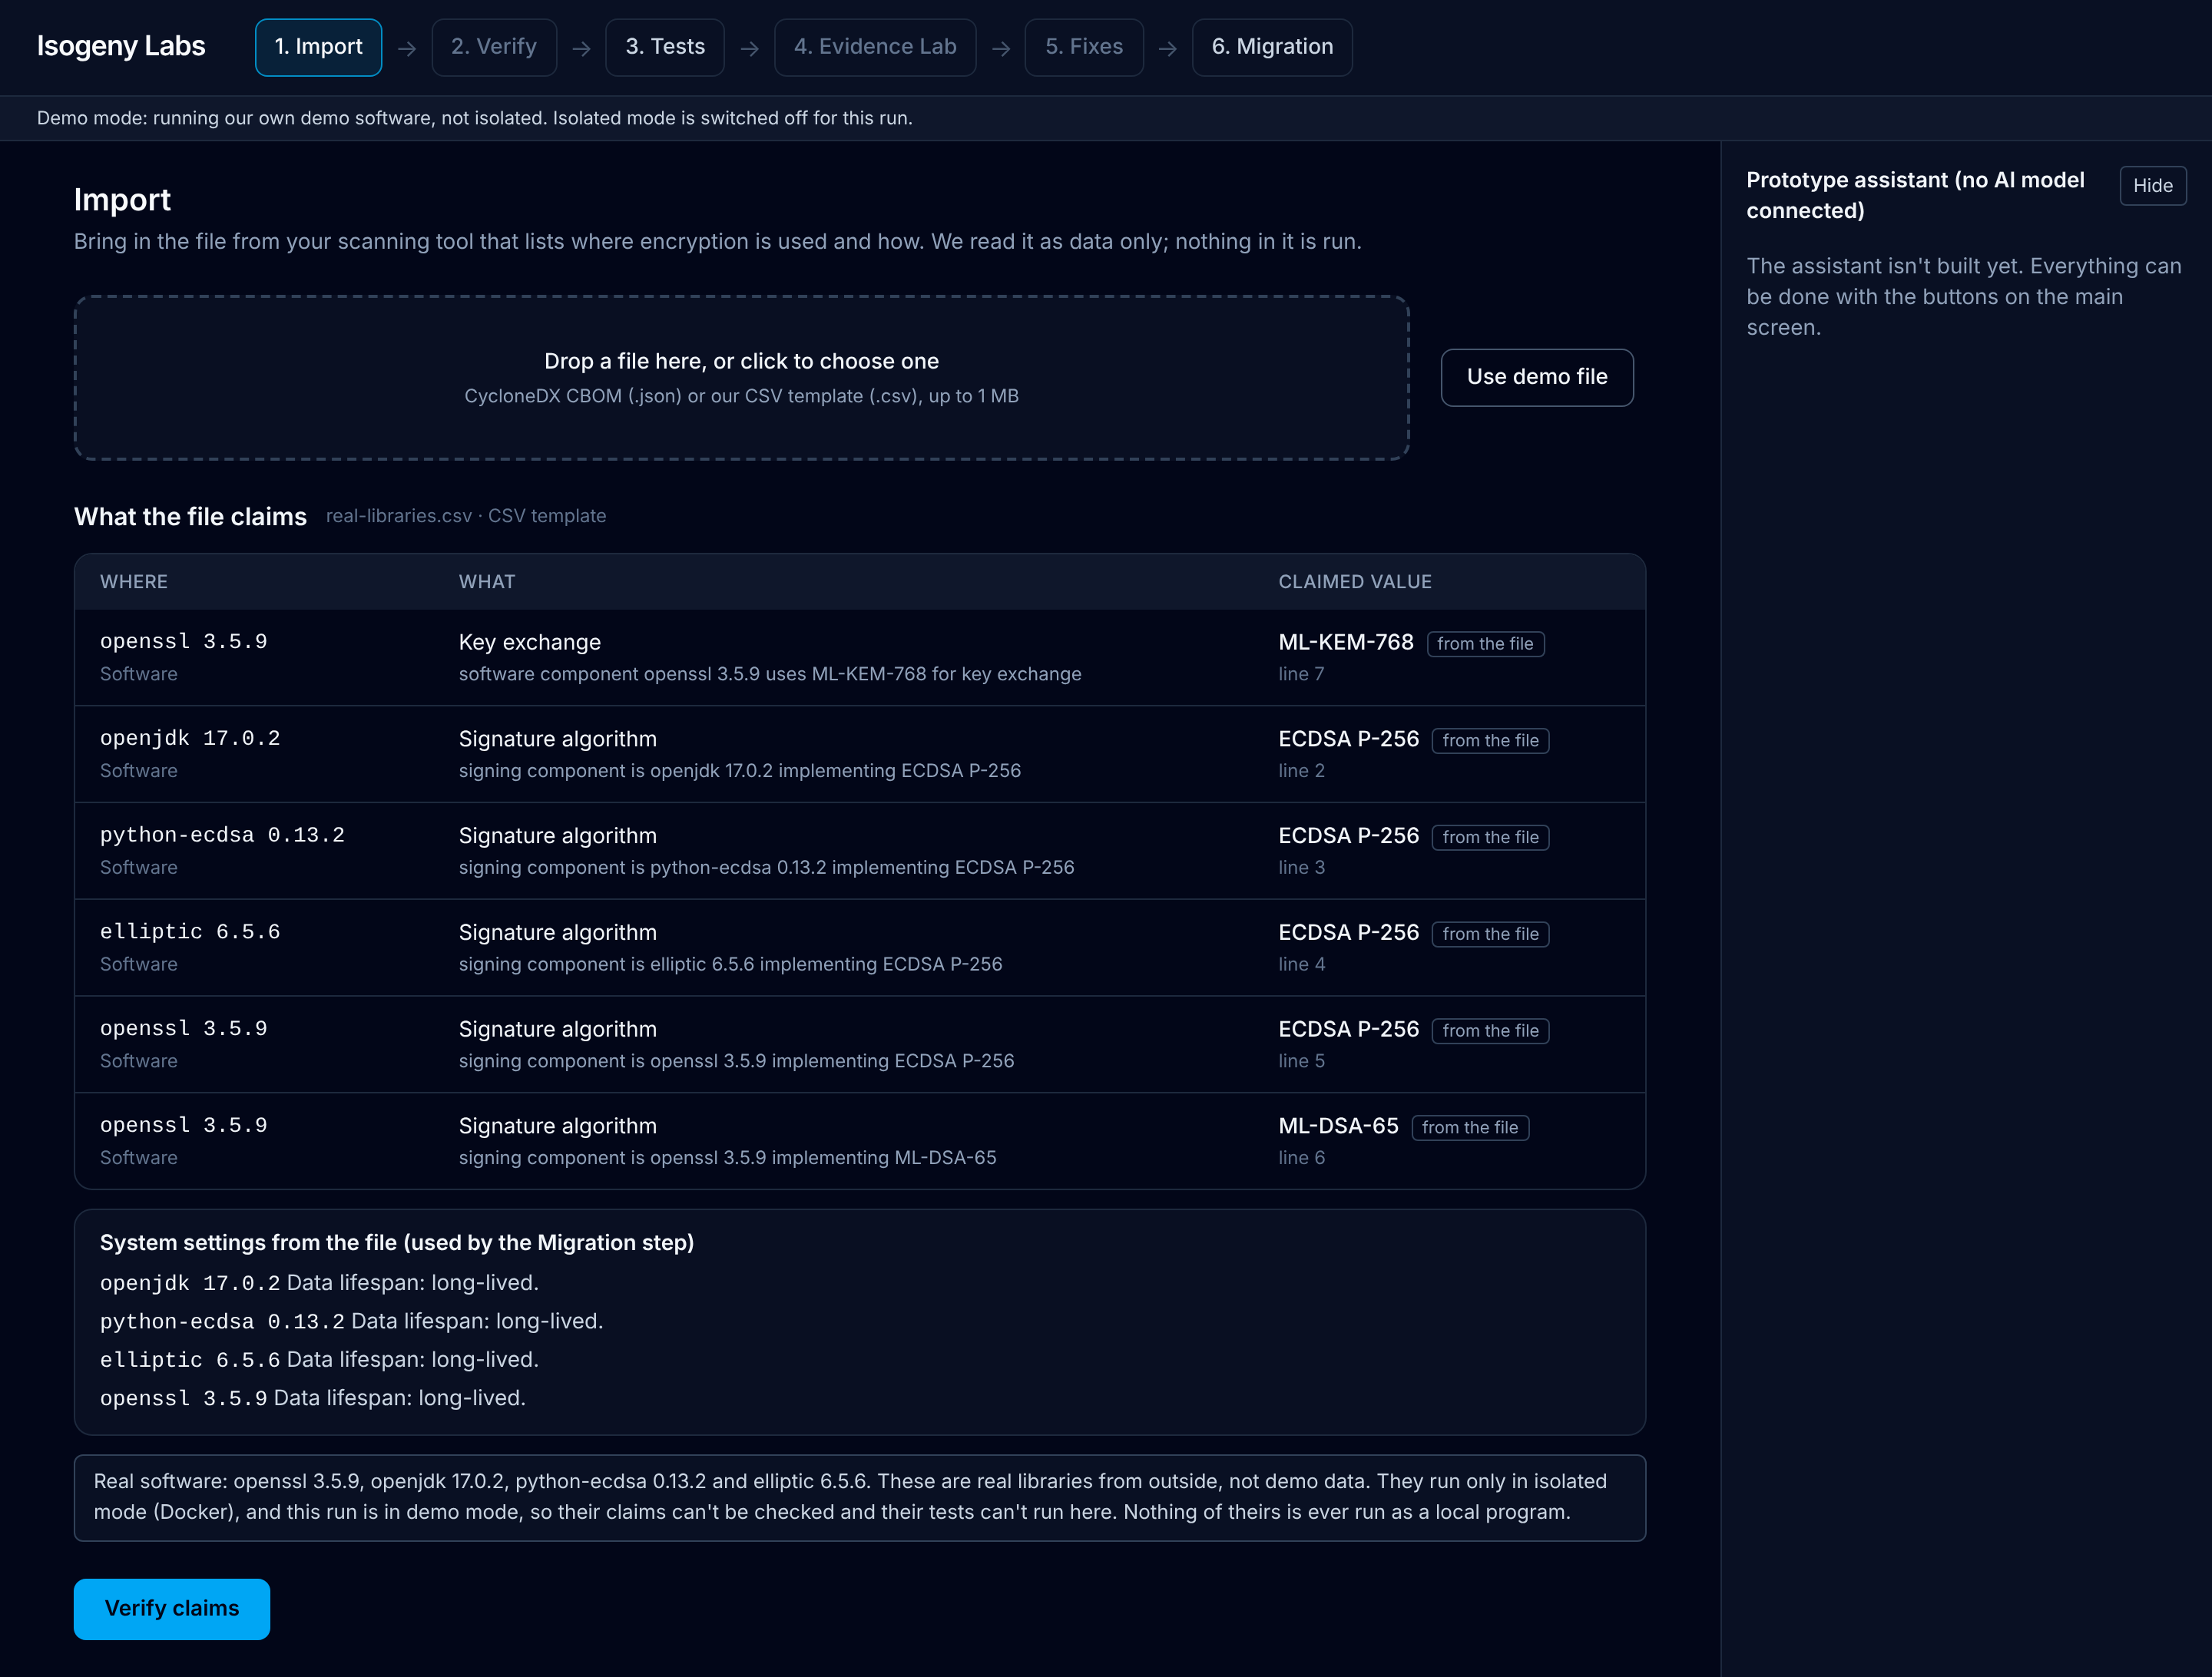 Isogeny Labs
1. Import → 2. Verify → 3. Tests → 4. Evidence Lab → 5. Fixes → 6. Migration
Demo mode: running our own demo software, not isolated. Isolated mode is switched off for this run.
Import
Bring in the file from your scanning tool that lists where encryption is used and how. We read it as data only; nothing in it is run.
Drop a file here, or click to choose one
CycloneDX CBOM (.json) or our CSV template (.csv), up to 1 MB
Use demo file
What the file claims real-libraries.csv · CSV template
WHERE WHAT CLAIMED VALUE
openssl 3.5.9 Key exchange ML-KEM-768 from the file
Software software component openssl 3.5.9 uses ML-KEM-768 for key exchange line 7
openjdk 17.0.2 Signature algorithm ECDSA P-256 from the file
Software signing component is openjdk 17.0.2 implementing ECDSA P-256 line 2
python-ecdsa 0.13.2 Signature algorithm ECDSA P-256 from the file
Software signing component is python-ecdsa 0.13.2 implementing ECDSA P-256 line 3
elliptic 6.5.6 Signature algorithm ECDSA P-256 from the file
Software signing component is elliptic 6.5.6 implementing ECDSA P-256 line 4
openssl 3.5.9 Signature algorithm ECDSA P-256 from the file
Software signing component is openssl 3.5.9 implementing ECDSA P-256 line 5
openssl 3.5.9 Signature algorithm ML-DSA-65 from the file
Software signing component is openssl 3.5.9 implementing ML-DSA-65 line 6
System settings from the file (used by the Migration step)
openjdk 17.0.2 Data lifespan: long-lived.
python-ecdsa 0.13.2 Data lifespan: long-lived.
elliptic 6.5.6 Data lifespan: long-lived.
openssl 3.5.9 Data lifespan: long-lived.
Real software: openssl 3.5.9, openjdk 17.0.2, python-ecdsa 0.13.2 and elliptic 6.5.6. These are real libraries from outside, not demo data. They run only in isolated
mode (Docker), and this run is in demo mode, so their claims can't be checked and their tests can't run here. Nothing of theirs is ever run as a local program.
Verify claims
Prototype assistant (no AI model
connected)
Hide
The assistant isn't built yet. Everything can
be done with the buttons on the main
screen.